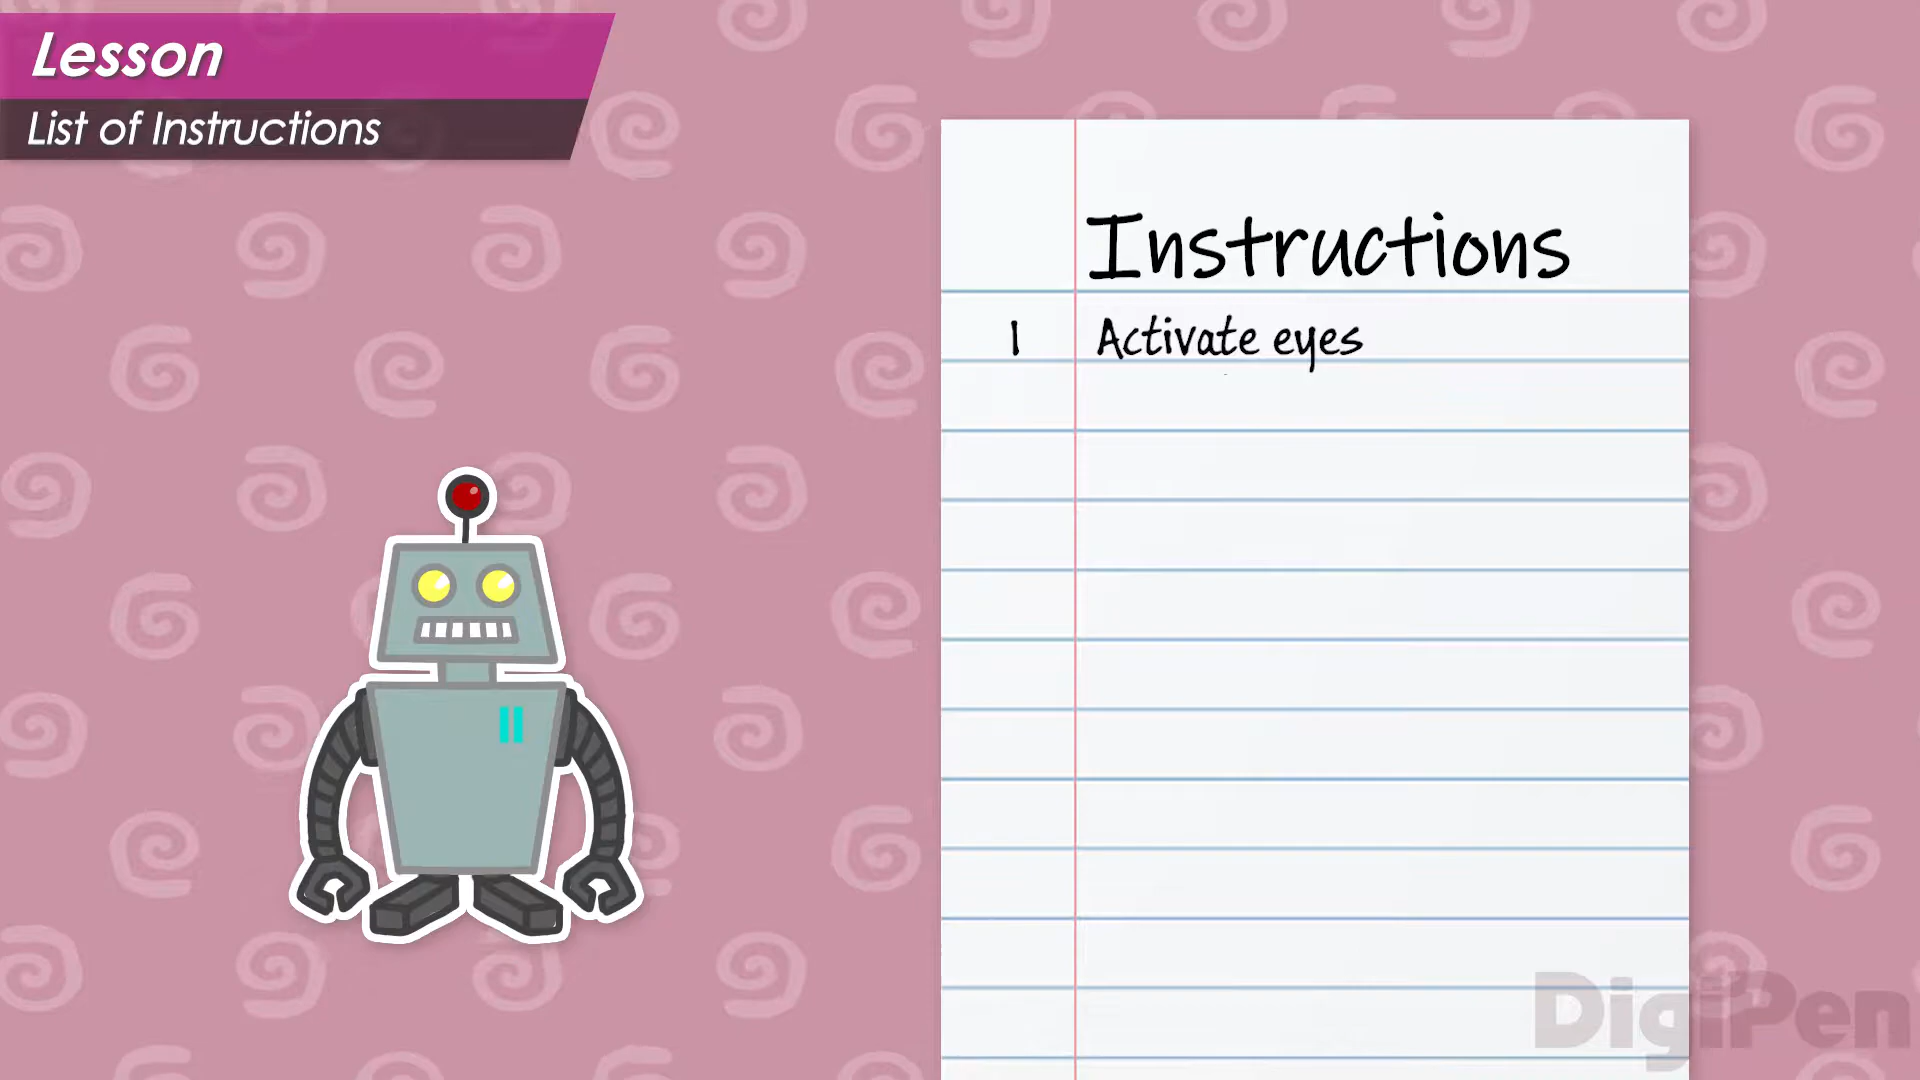 Lesson
List of Instructions
Instructions
1 Activate eyes
DigiPen